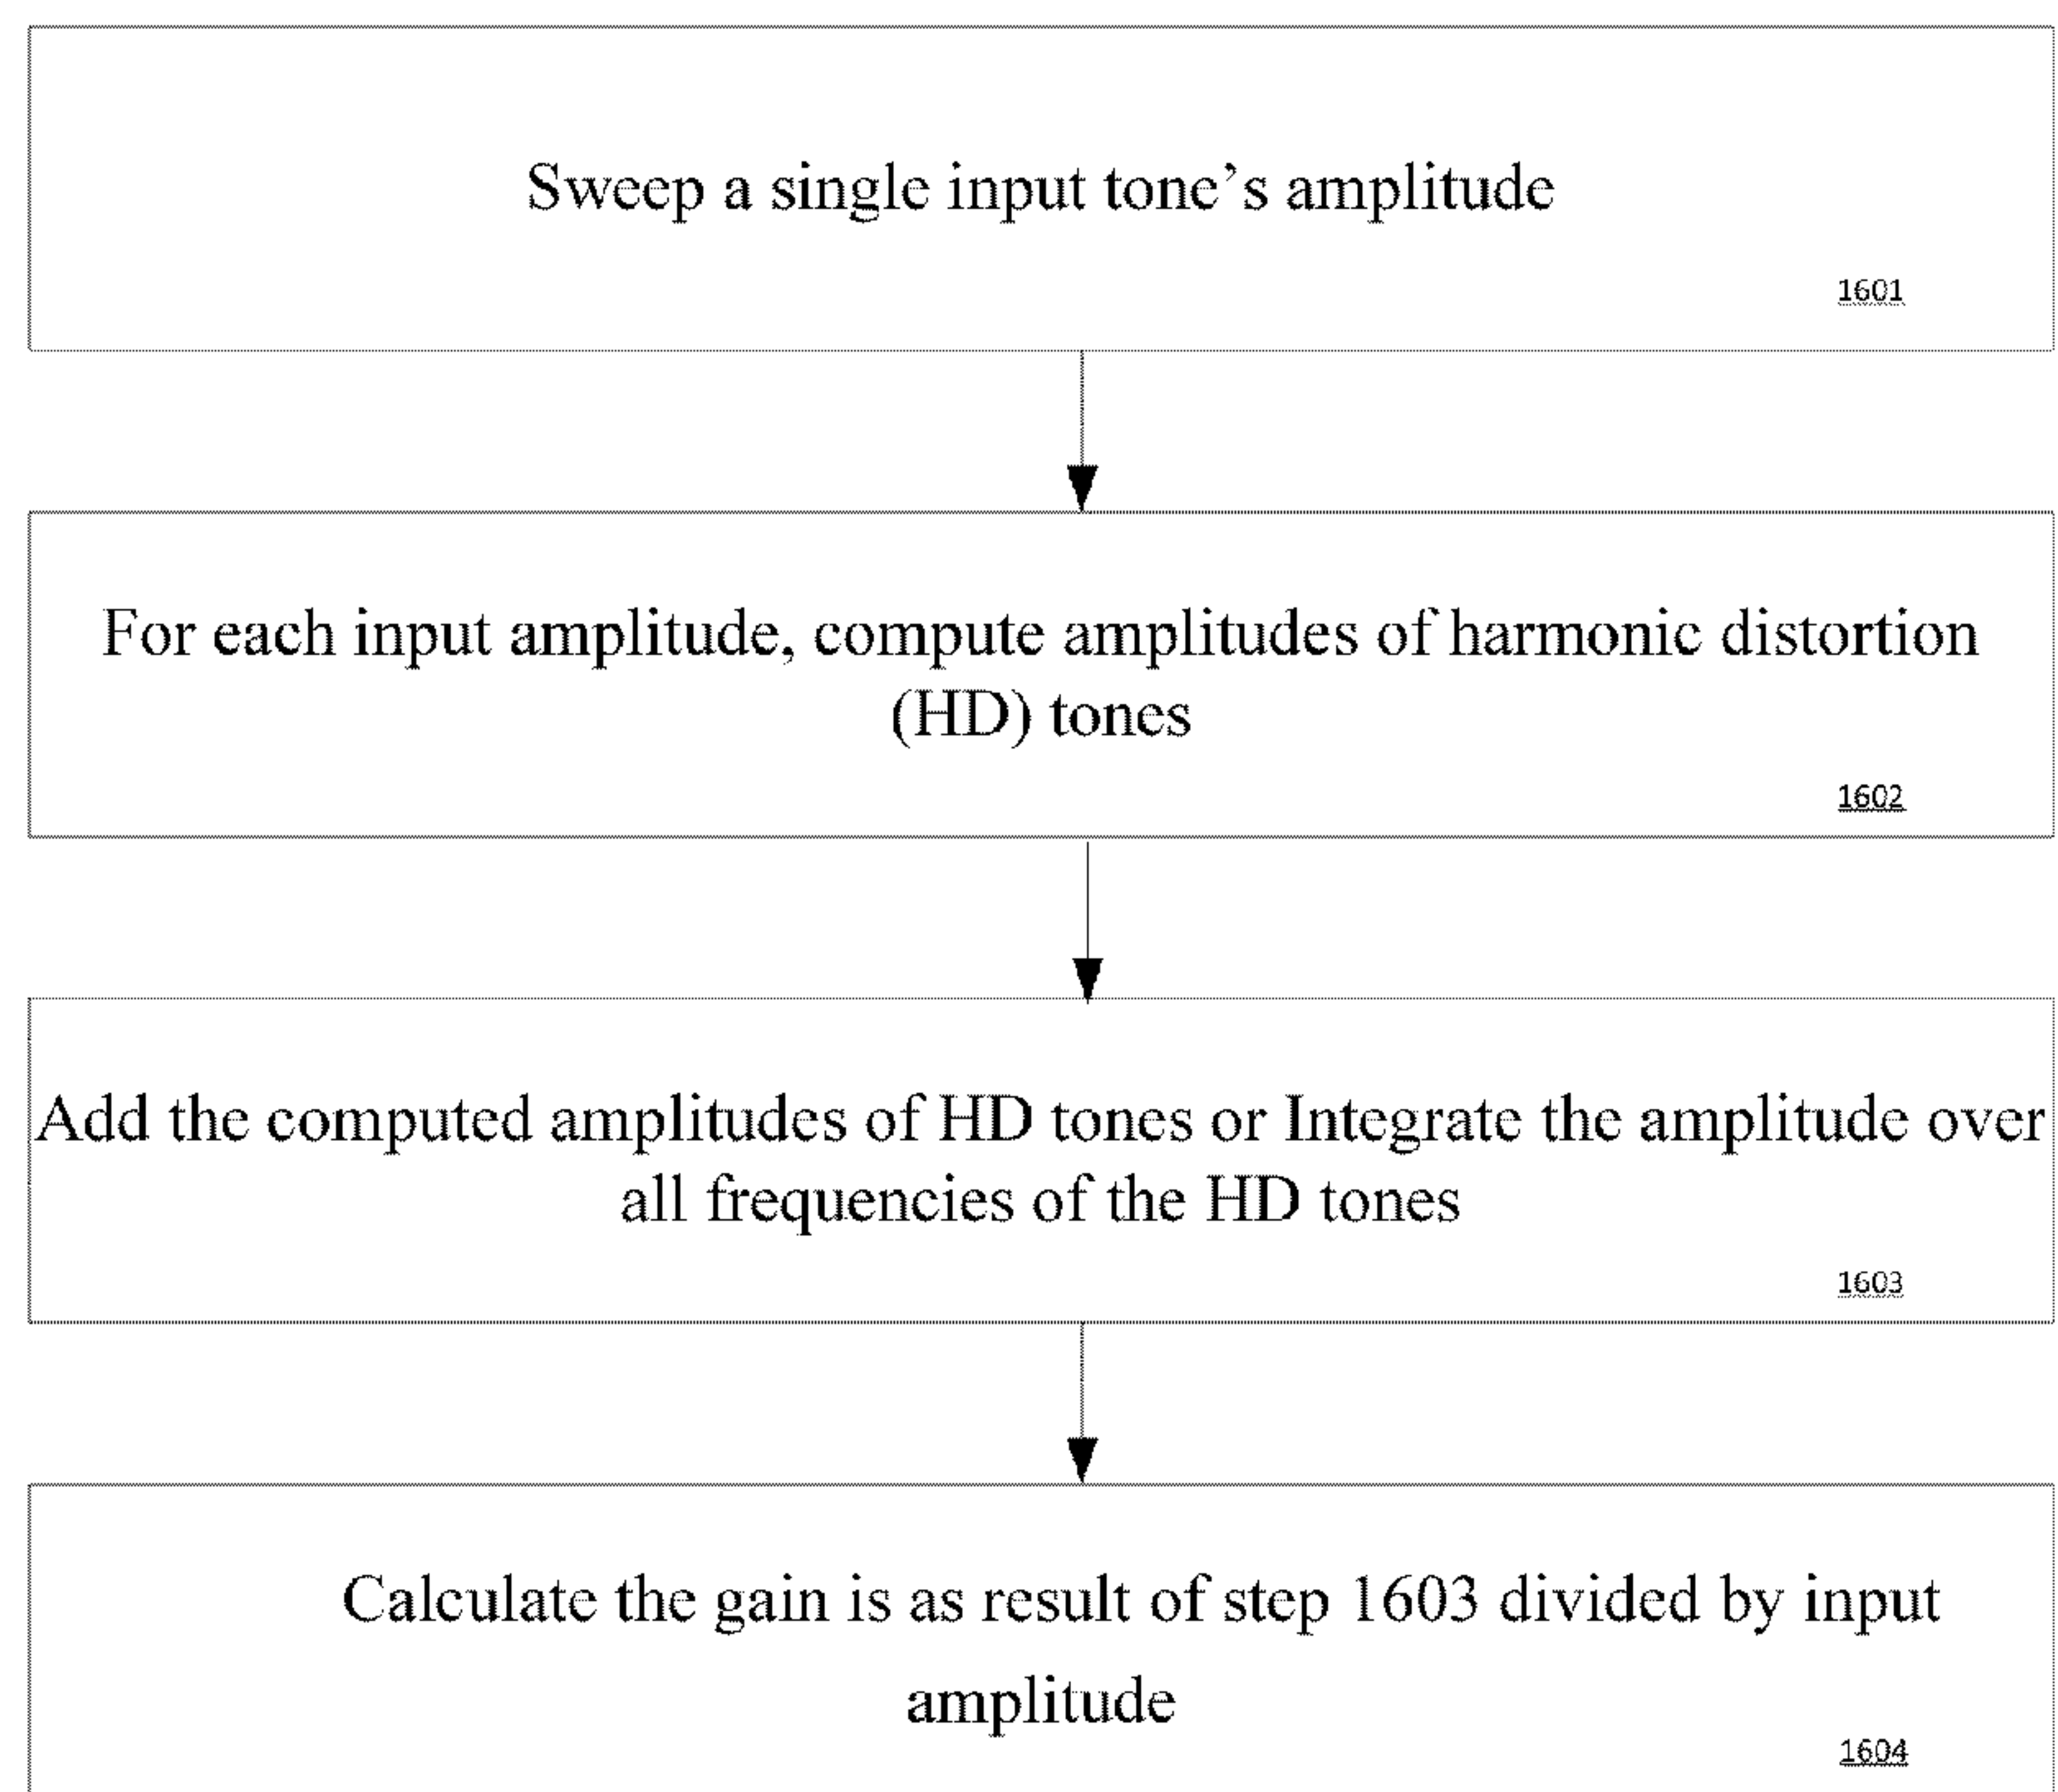 Sweep a single input tone’s amplitude
1601
For each input amplitude, compute amplitudes of harmonic distortion
(HD) tones
1602
Add the computed amplitudes of HD tones or Integrate the amplitude over
all frequencies of the HD tones
1603
Calculate the gain is as result of step 1603 divided by input
amplitude
1604